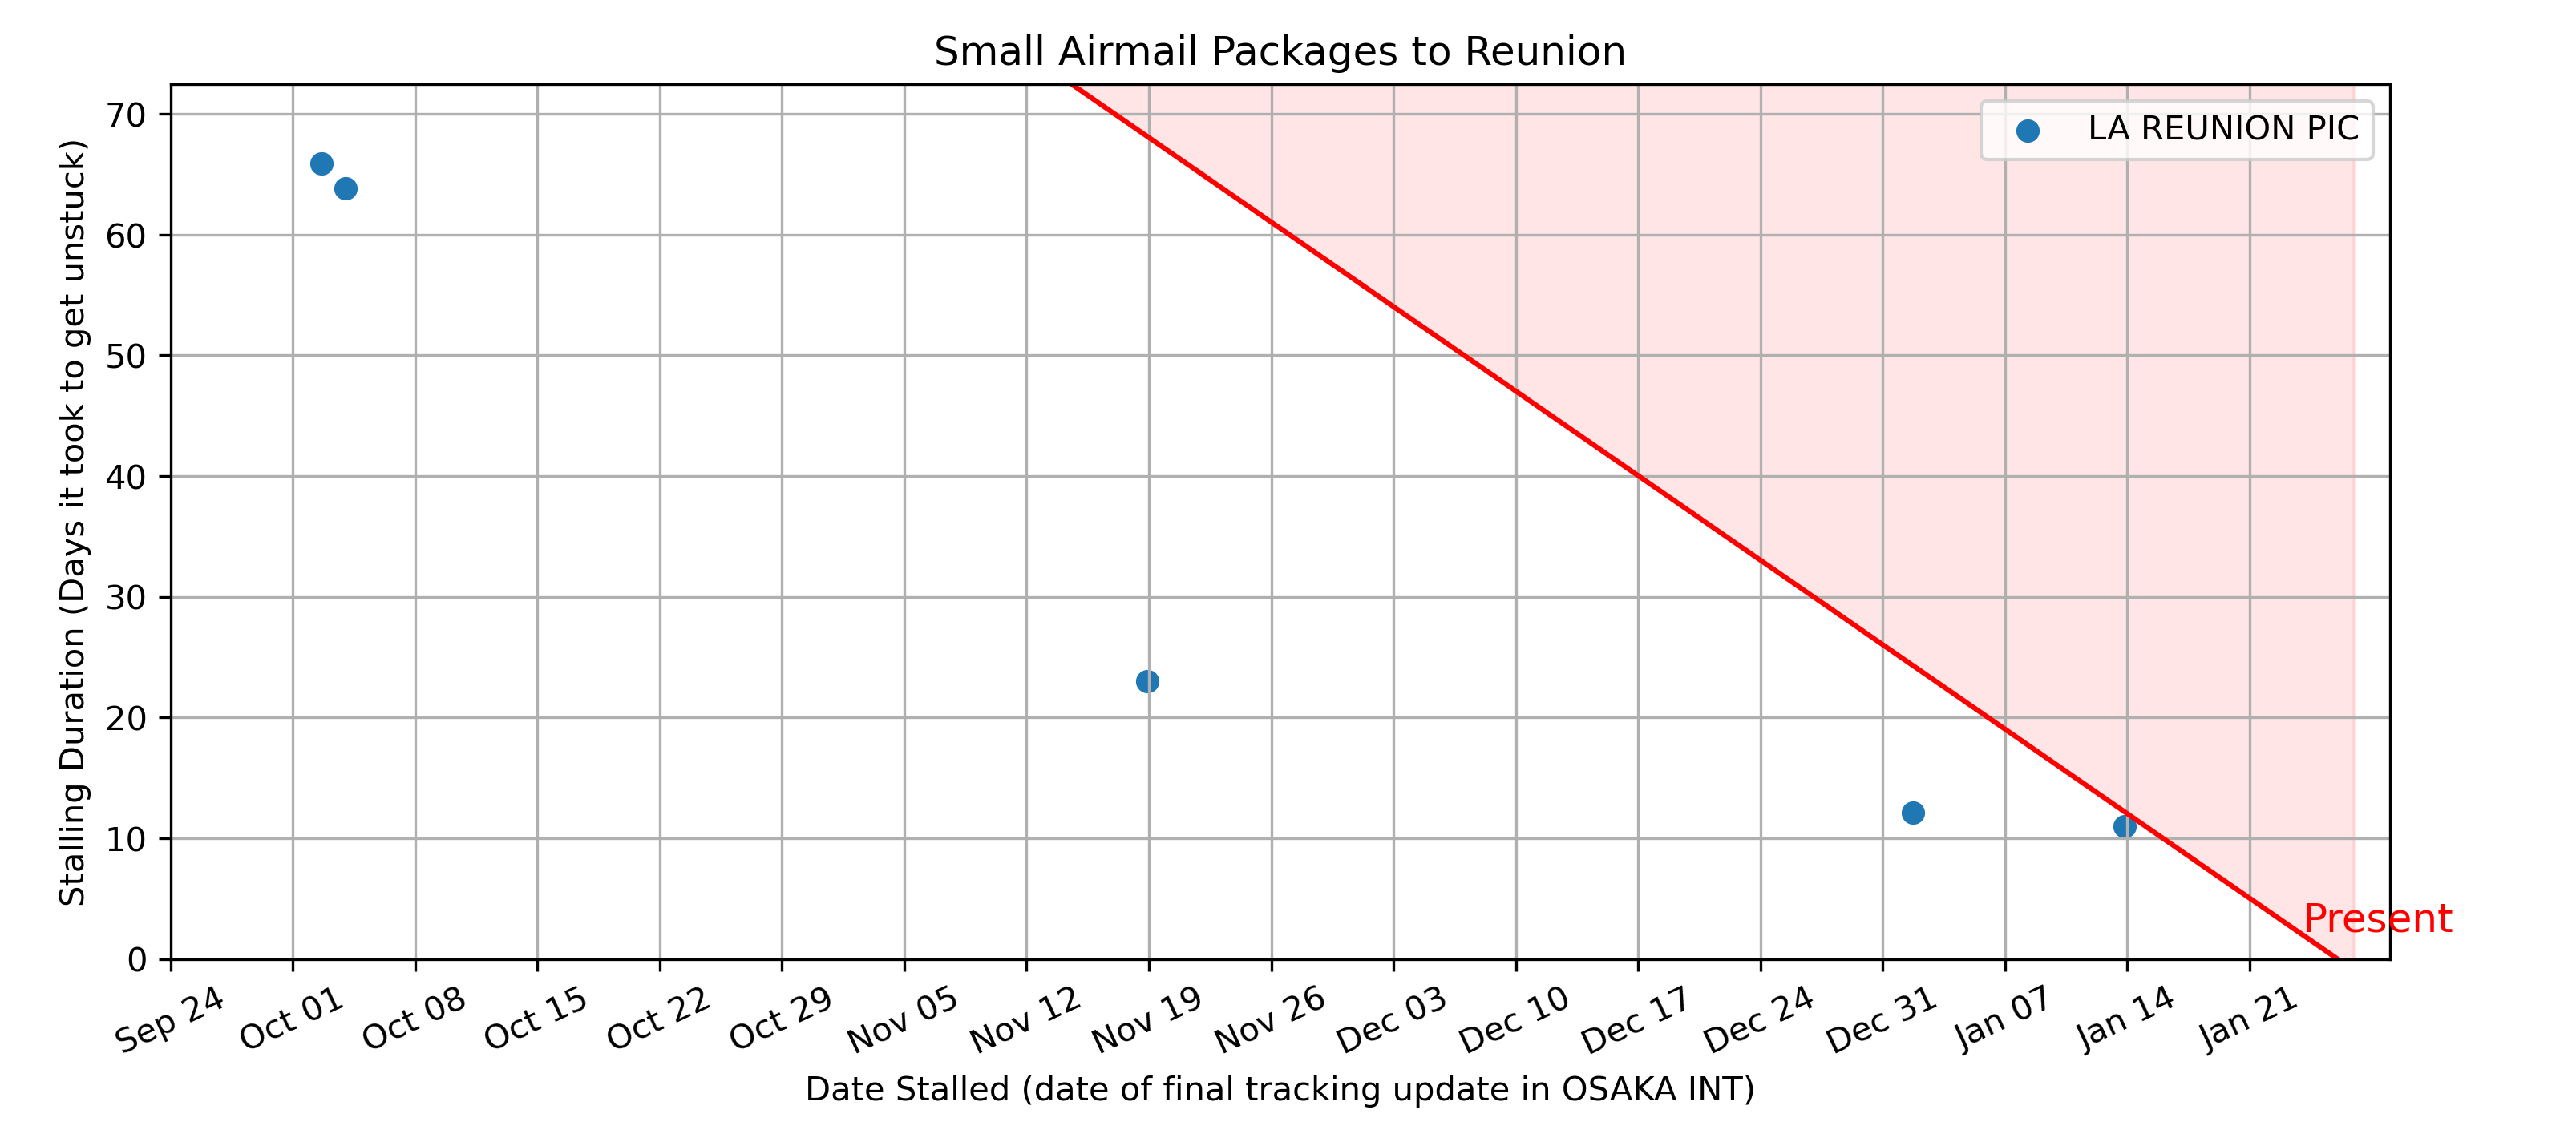 Small Airmail Packages to Reunion
LA REUNION PIC
Stalling Duration (Days it took to get unstuck)
70
60
50
40
30
20
10
0
Present
Sep 24
Oct 01
Oct 08
Oct 15
Oct 22
Oct 29
Nov 05
Nov 12
Nov 19
Nov 26
Dec 03
Dec 10
Dec 17
Dec 24
Dec 31
Jan 07
Jan 14
Jan 21
Date Stalled (date of final tracking update in OSAKA INT)